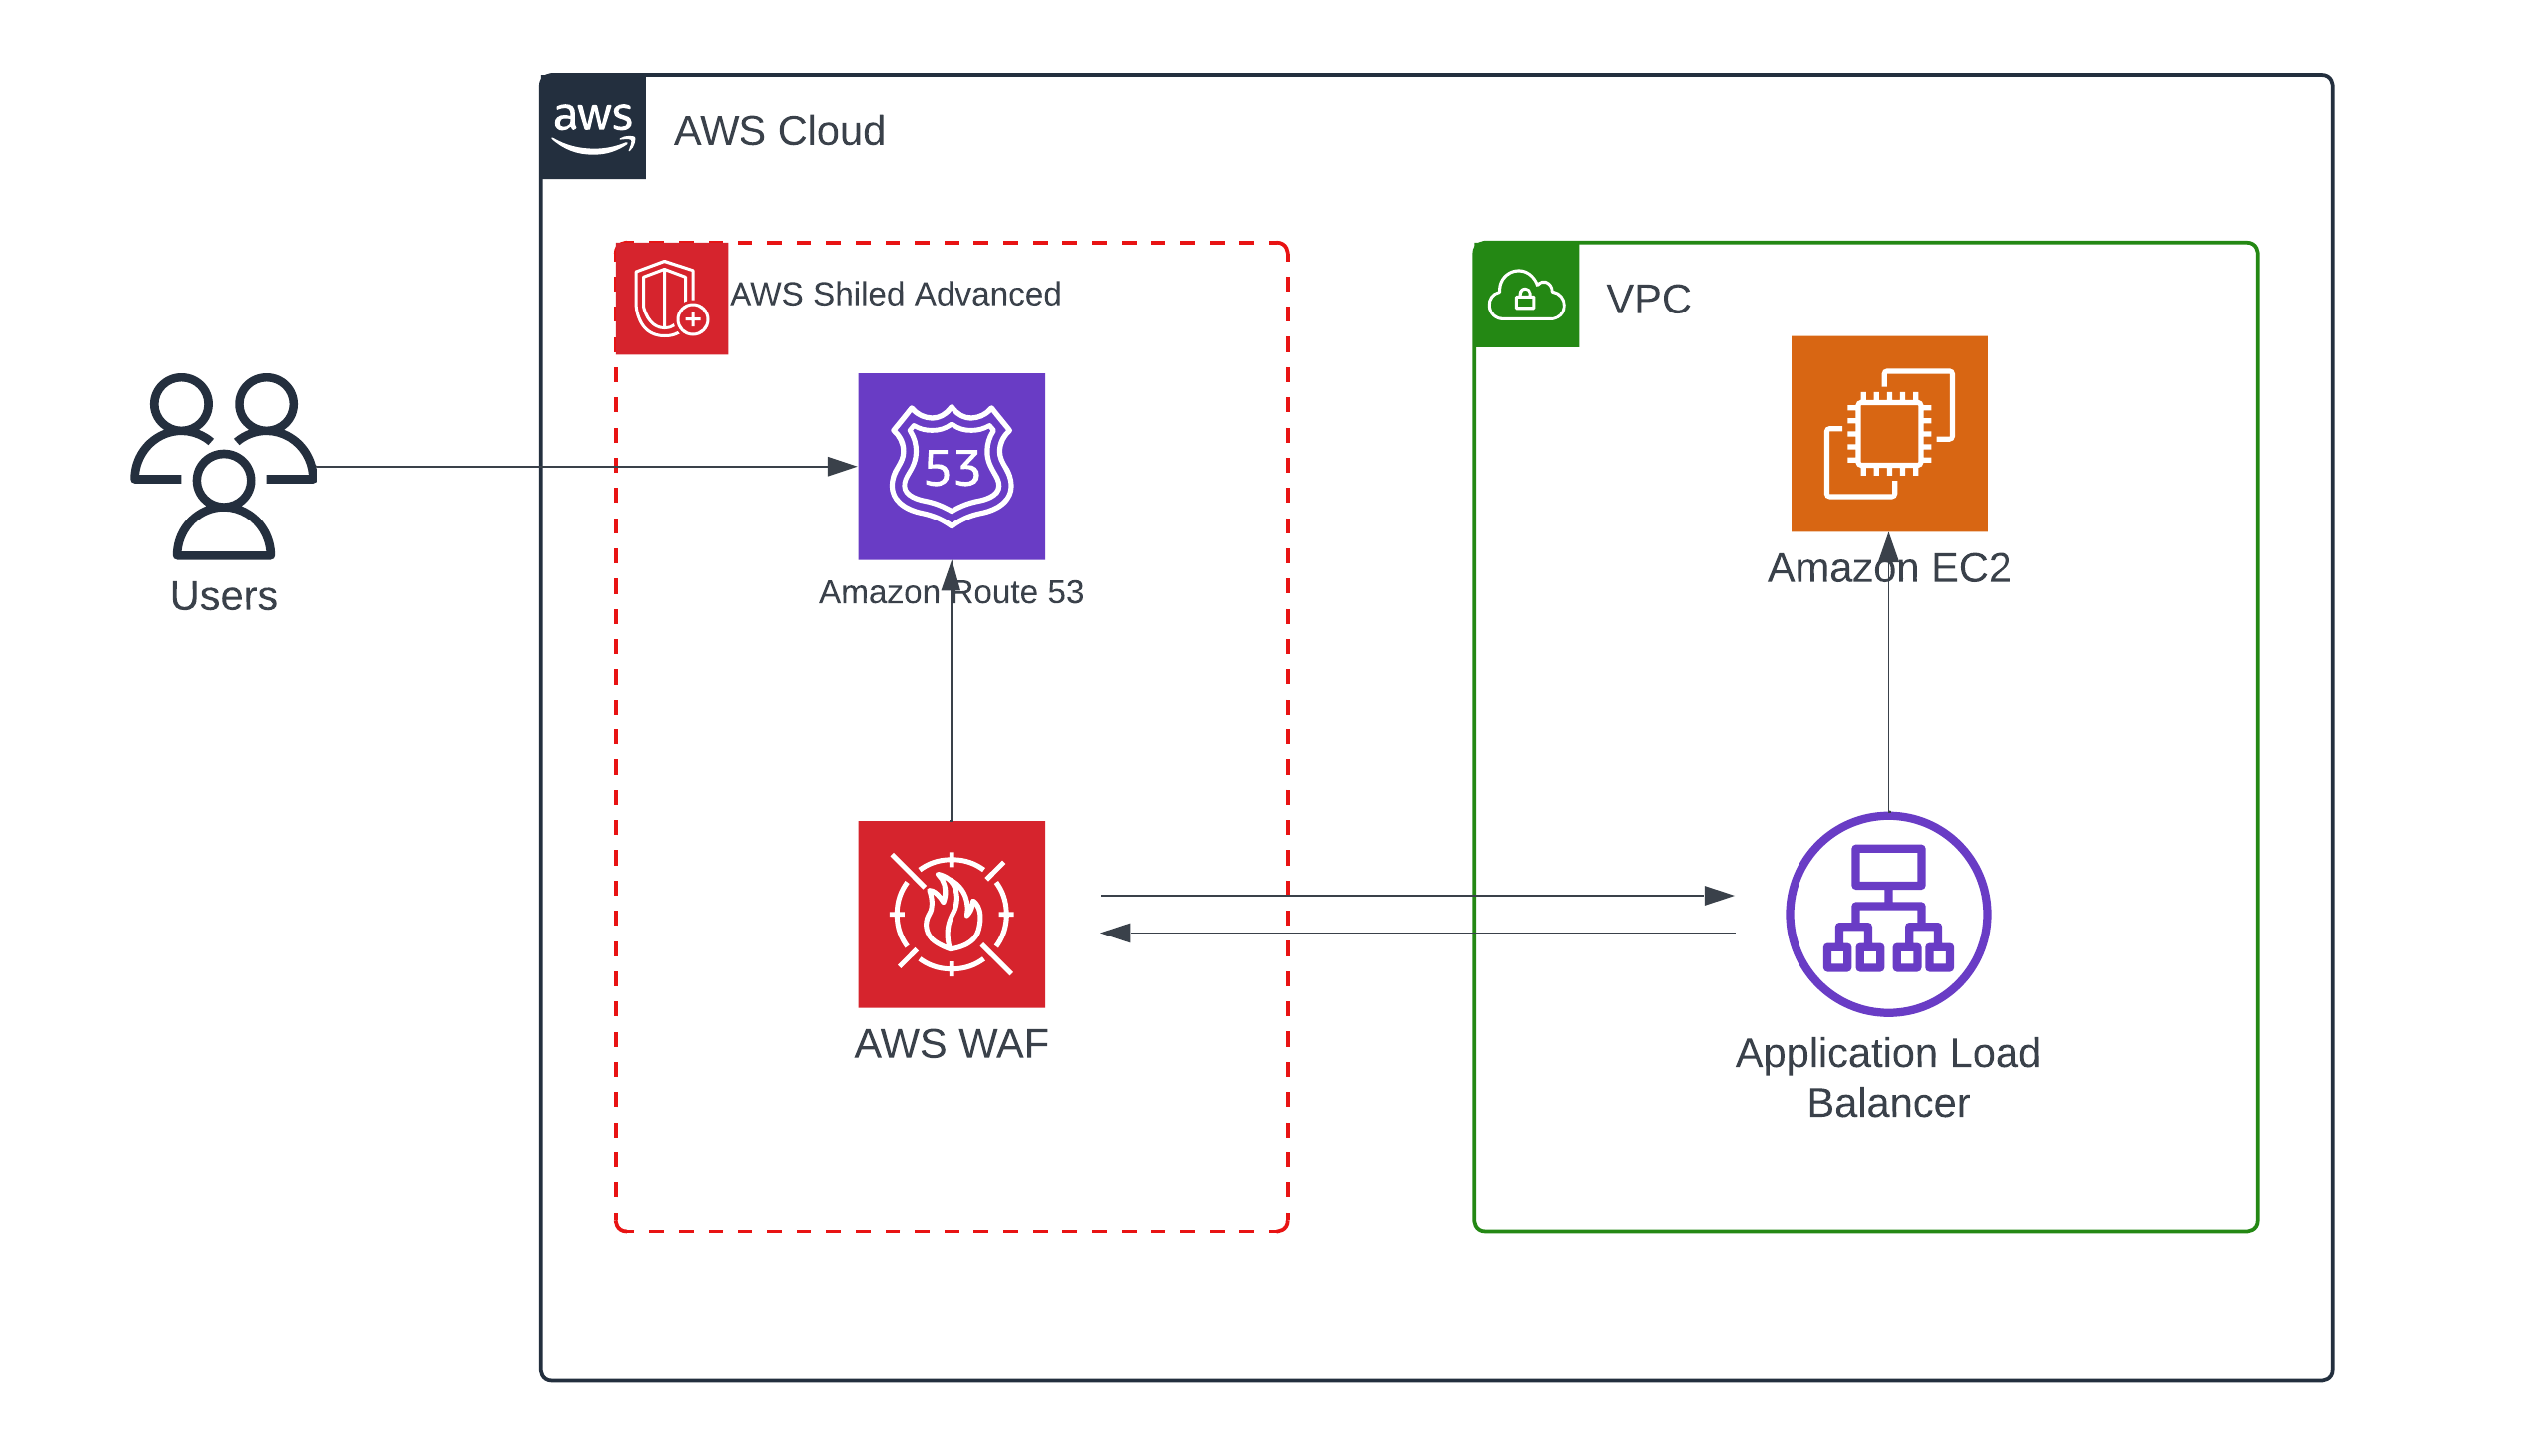 aws
AWS Cloud
AWS Shiled Advanced
VPC
53
Users
Amazon Route 53
Amazon EC2
AWS WAF
Application Load
Balancer